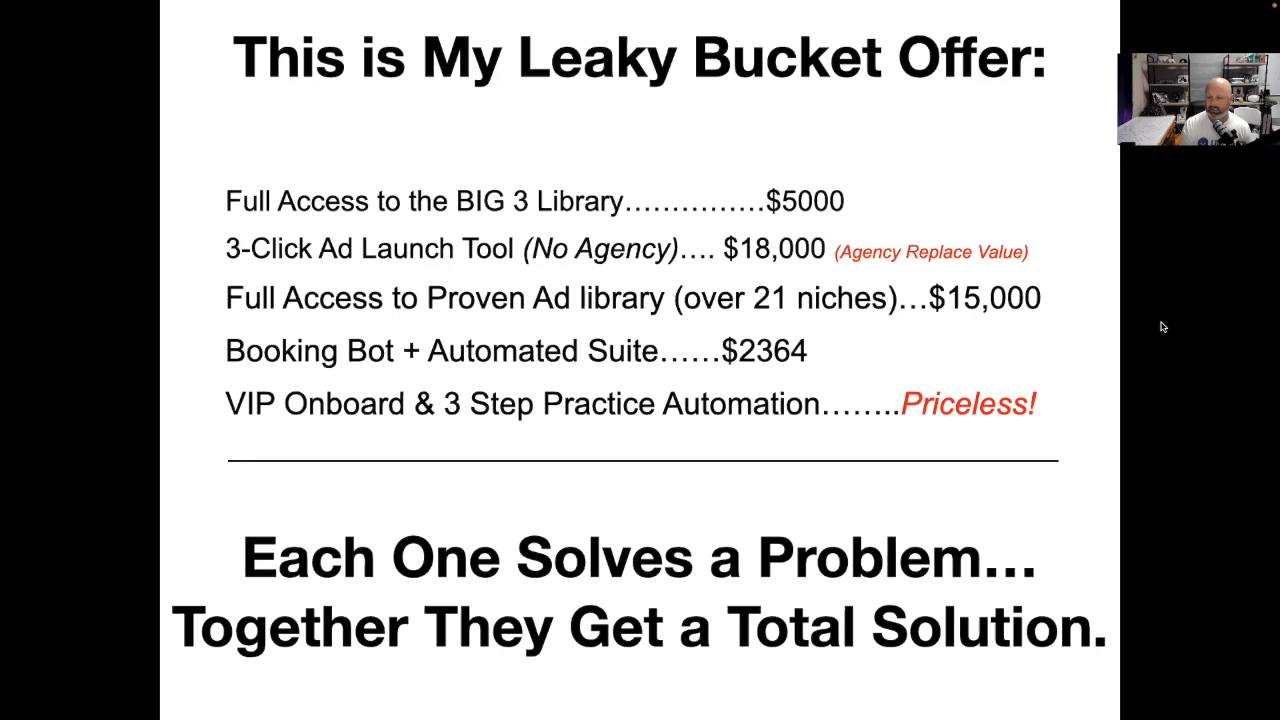 This is My Leaky Bucket Offer:
Full Access to the BIG 3 Library……………$5000
3-Click Ad Launch Tool (No Agency)…. $18,000 (Agency Replace Value)
Full Access to Proven Ad library (over 21 niches)…$15,000
Booking Bot + Automated Suite……$2364
VIP Onboard & 3 Step Practice Automation……..Priceless!
Each One Solves a Problem…
Together They Get a Total Solution.